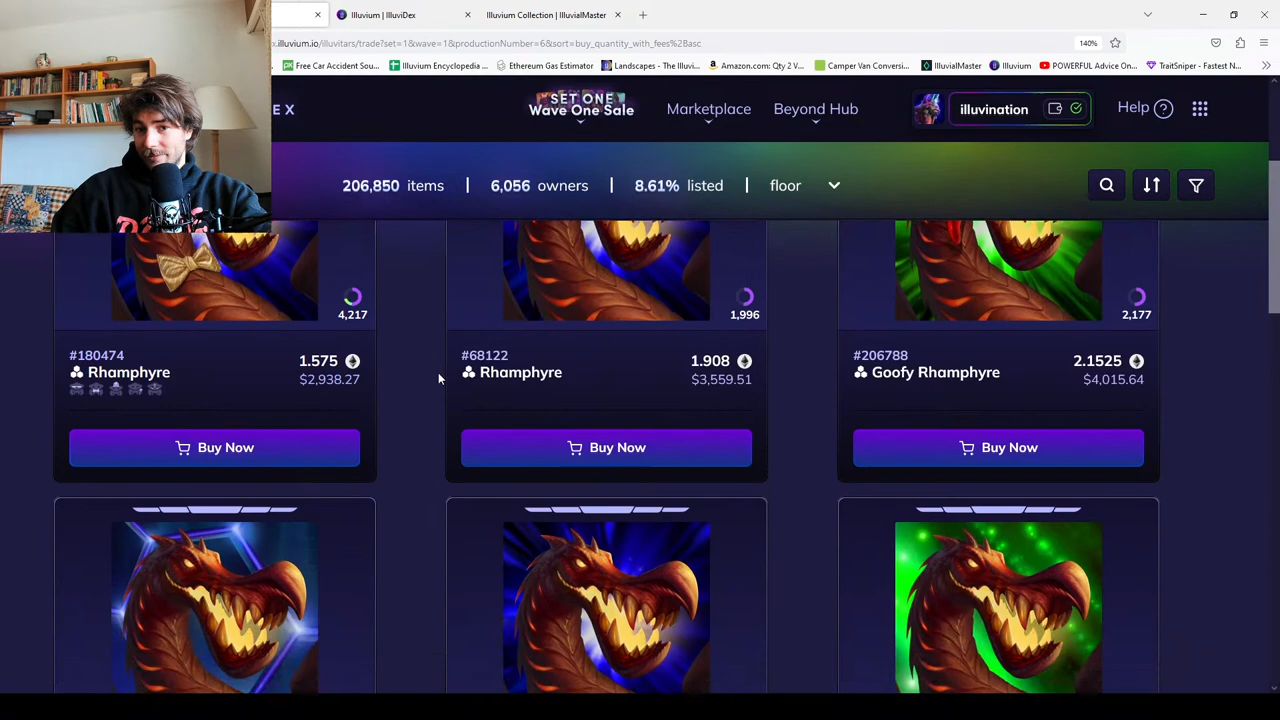 Illuvium | IlluviDex
Illuvium Collection | IlluvialMaster
x.illuvium.io/illuvitars/trade?set=1&wave=1&productionNumber=6&sort=buy_quantity_with_fees%2Basc
140%
Free Car Accident Sou...
Illuvium Encyclopedia ...
Ethereum Gas Estimator
Landscapes - The Illuvi...
Amazon.com: Qty 2 V...
Camper Van Conversi...
IlluvialMaster
Illuvium
POWERFUL Advice On...
TraitSniper - Fastest N...
EX
SET ONE
Wave One Sale
Marketplace
Beyond Hub
illuvination
Help
206,850 items
6,056 owners
8.61% listed
floor
4,217
1,996
2,177
#180474
Rhamphyre
1.575
$2,938.27
Buy Now
#68122
Rhamphyre
1.908
$3,559.51
Buy Now
#206788
Goofy Rhamphyre
2.1525
$4,015.64
Buy Now